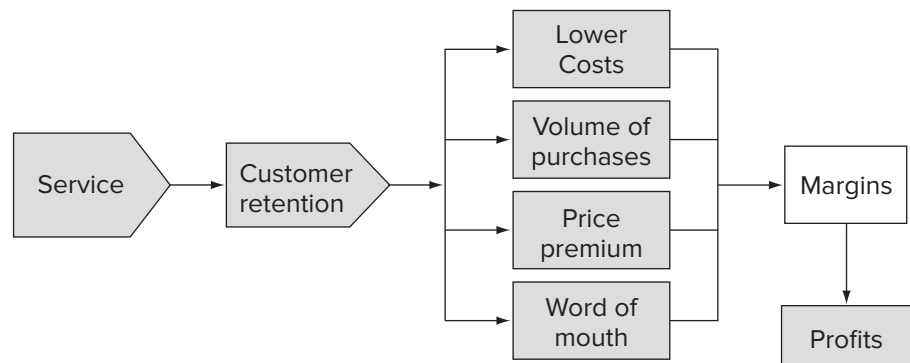 Service
Customer
retention
Lower
Costs
Volume of
purchases
Price
premium
Word of
mouth
Margins
Profits